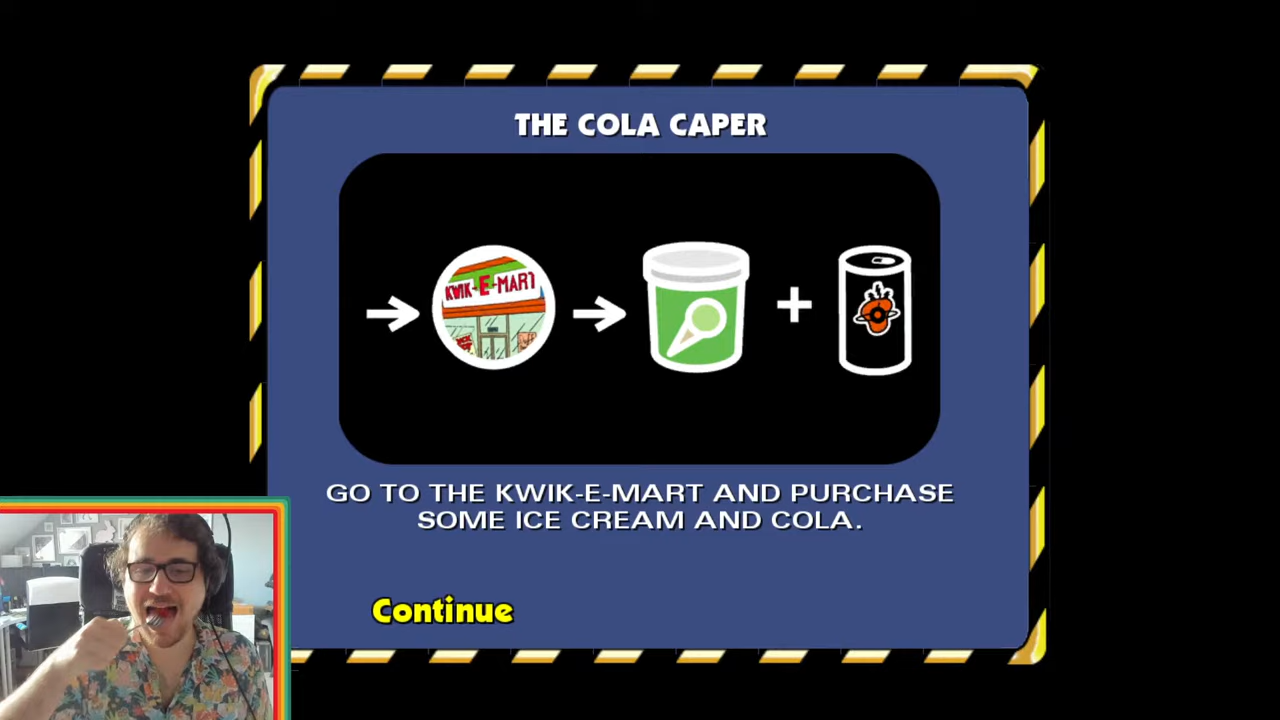 THE COLA CAPER
KWIK-E-MART
GO TO THE KWIK-E-MART AND PURCHASE
SOME ICE CREAM AND COLA.
Continue